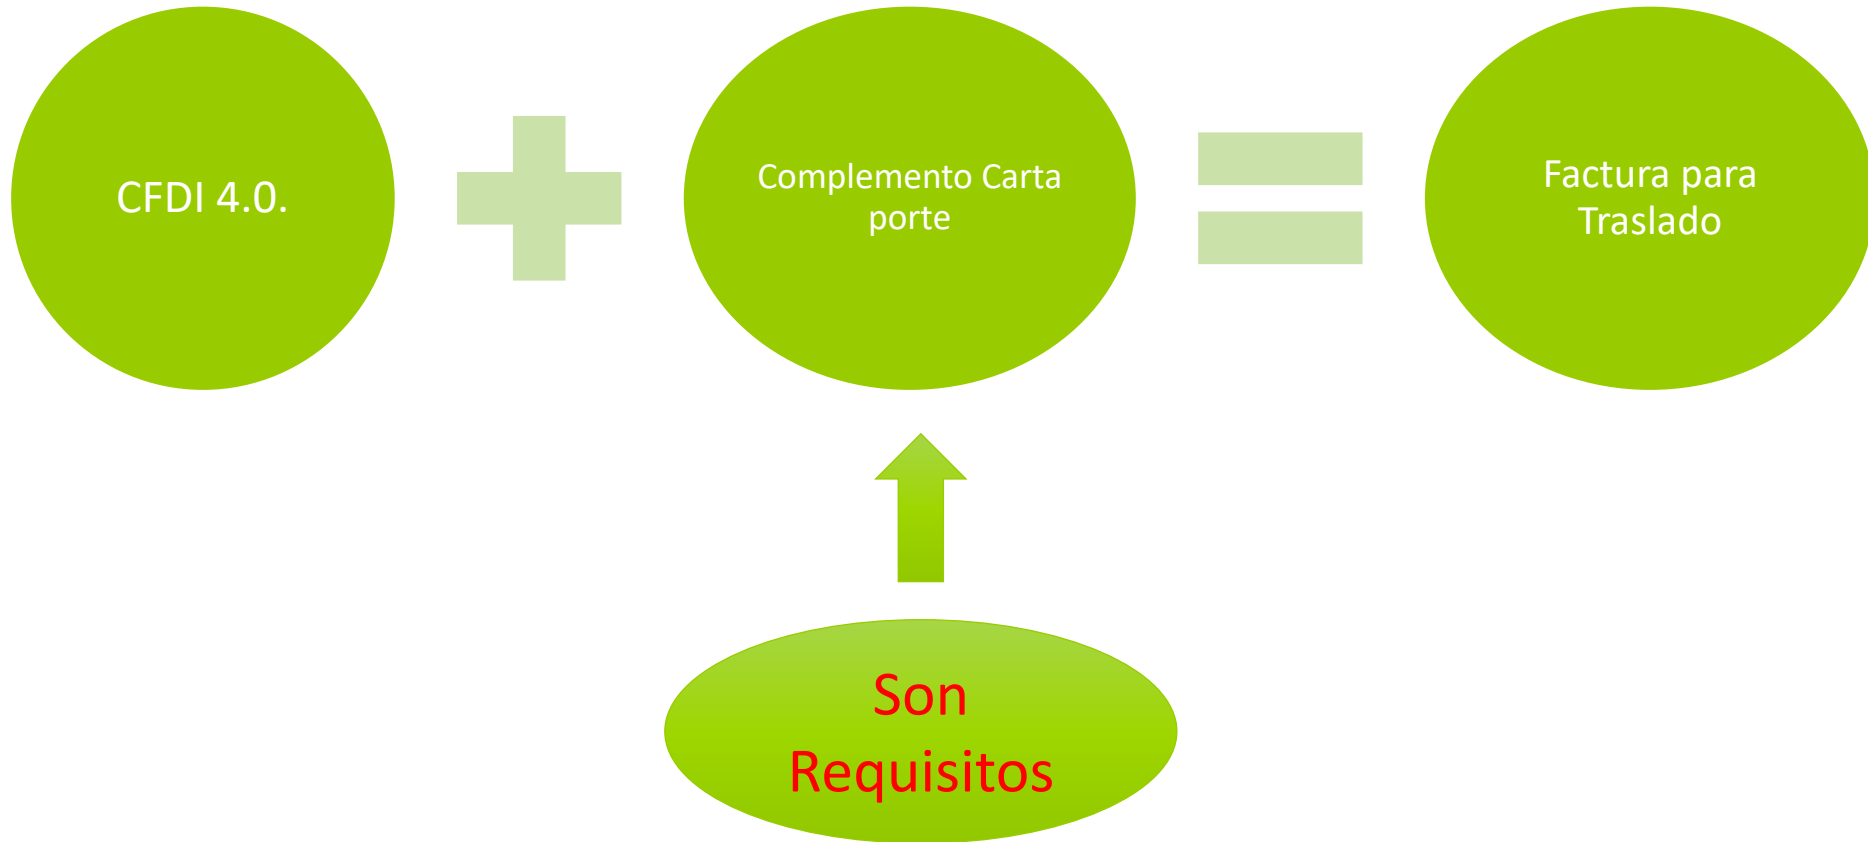 CFDI 4.0.
Complemento Carta
porte
Factura para
Traslado
Son
Requisitos